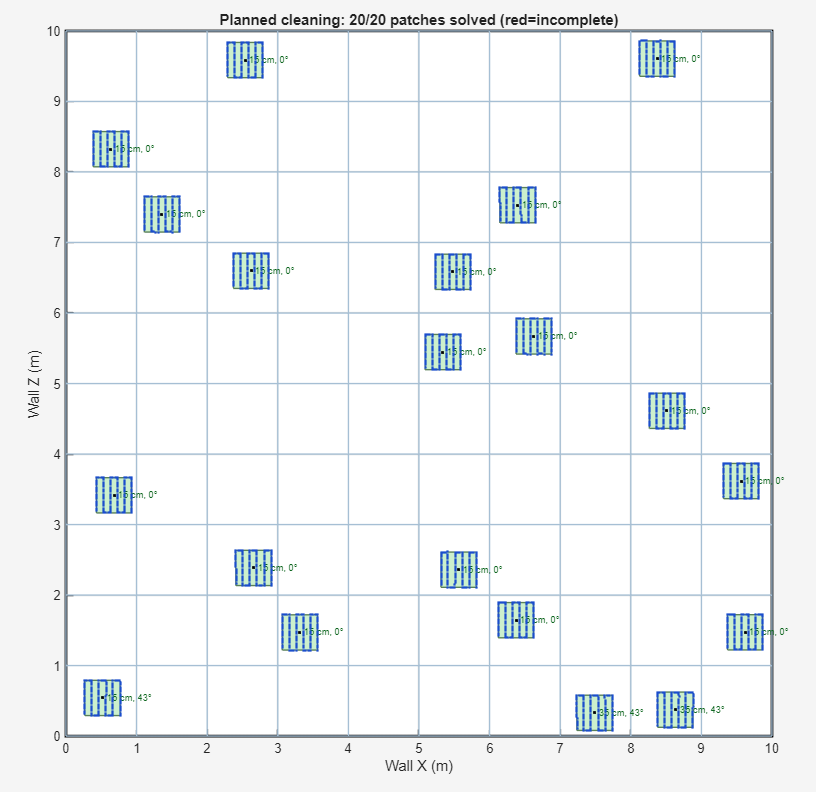 Planned cleaning: 20/20 patches solved (red=incomplete)
10
15 cm, 0°
15 cm, 0°
9
15 cm, 0°
8
15 cm, 0°
15 cm, 0°
7
15 cm, 0°
15 cm, 0°
6
15 cm, 0°
15 cm, 0°
5
15 cm, 0°
4
15 cm, 0°
15 cm, 0°
3
15 cm, 0°
15 cm, 0°
2
15 cm, 0°
15 cm, 0°
15 cm, 0°
1
15 cm, 43°
35 cm, 43°
35 cm, 43°
0
Wall Z (m)
0 1 2 3 4 5 6 7 8 9 10
Wall X (m)